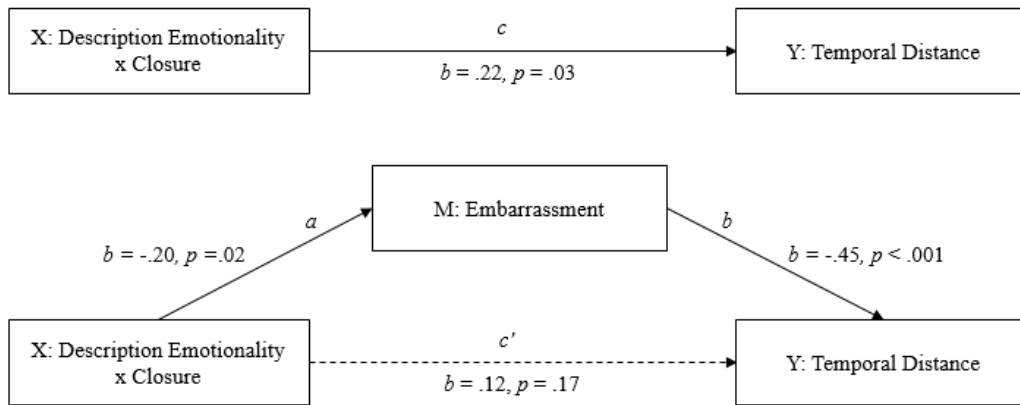 X: Description Emotionality
x Closure
c
b = .22, p = .03
Y: Temporal Distance
M: Embarrassment
a
b = -.20, p =.02
b
b = -.45, p < .001
X: Description Emotionality
x Closure
c'
b = .12, p = .17
Y: Temporal Distance